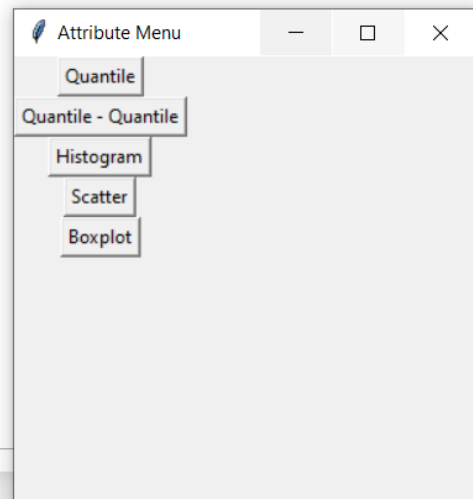 Attribute Menu
Quantile
Quantile - Quantile
Histogram
Scatter
Boxplot